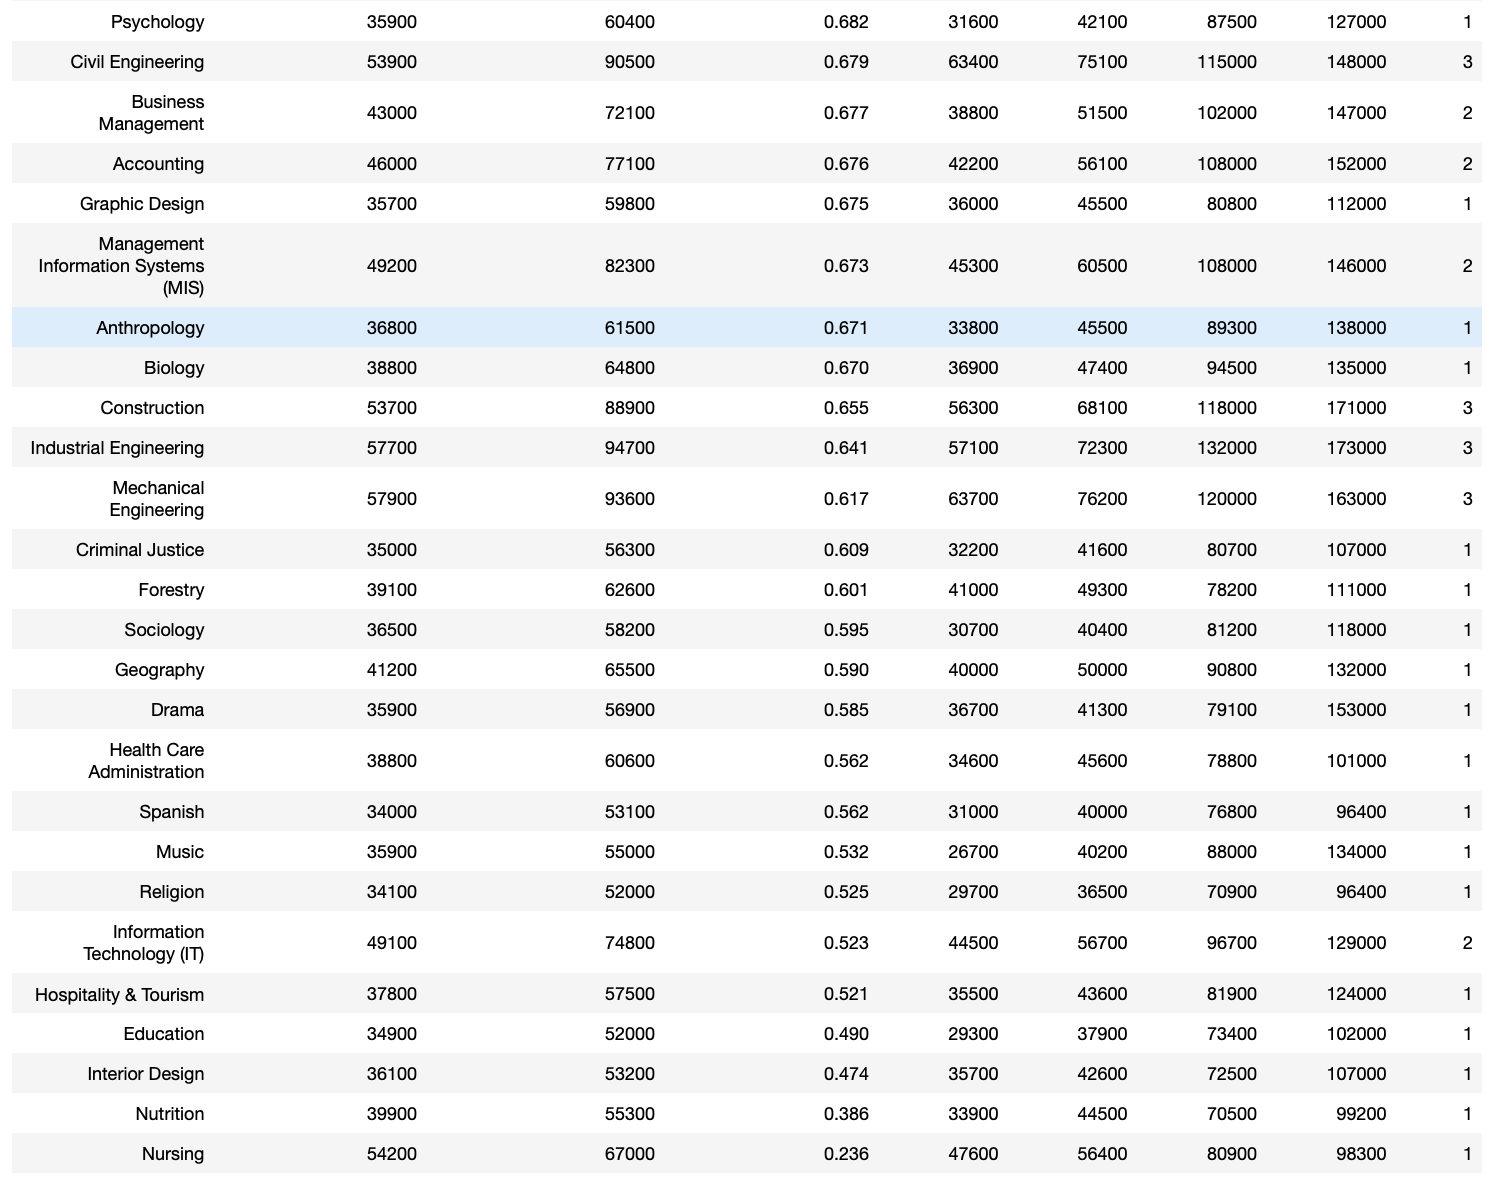 Psychology 35900 60400 0.682 31600 42100 87500 127000 1
Civil Engineering 53900 90500 0.679 63400 75100 115000 148000 3
Business
Management 43000 72100 0.677 38800 51500 102000 147000 2
Accounting 46000 77100 0.676 42200 56100 108000 152000 2
Graphic Design 35700 59800 0.675 36000 45500 80800 112000 1
Management
Information Systems 49200 82300 0.673 45300 60500 108000 146000 2
(MIS)
Anthropology 36800 61500 0.671 33800 45500 89300 138000 1
Biology 38800 64800 0.670 36900 47400 94500 135000 1
Construction 53700 88900 0.655 56300 68100 118000 171000 3
Industrial Engineering 57700 94700 0.641 57100 72300 132000 173000 3
Mechanical
Engineering 57900 93600 0.617 63700 76200 120000 163000 3
Criminal Justice 35000 56300 0.609 32200 41600 80700 107000 1
Forestry 39100 62600 0.601 41000 49300 78200 111000 1
Sociology 36500 58200 0.595 30700 40400 81200 118000 1
Geography 41200 65500 0.590 40000 50000 90800 132000 1
Drama 35900 56900 0.585 36700 41300 79100 153000 1
Health Care
Administration 38800 60600 0.562 34600 45600 78800 101000 1
Spanish 34000 53100 0.562 31000 40000 76800 96400 1
Music 35900 55000 0.532 26700 40200 88000 134000 1
Religion 34100 52000 0.525 29700 36500 70900 96400 1
Information
Technology (IT) 49100 74800 0.523 44500 56700 96700 129000 2
Hospitality & Tourism 37800 57500 0.521 35500 43600 81900 124000 1
Education 34900 52000 0.490 29300 37900 73400 102000 1
Interior Design 36100 53200 0.474 35700 42600 72500 107000 1
Nutrition 39900 55300 0.386 33900 44500 70500 99200 1
Nursing 54200 67000 0.236 47600 56400 80900 98300 1